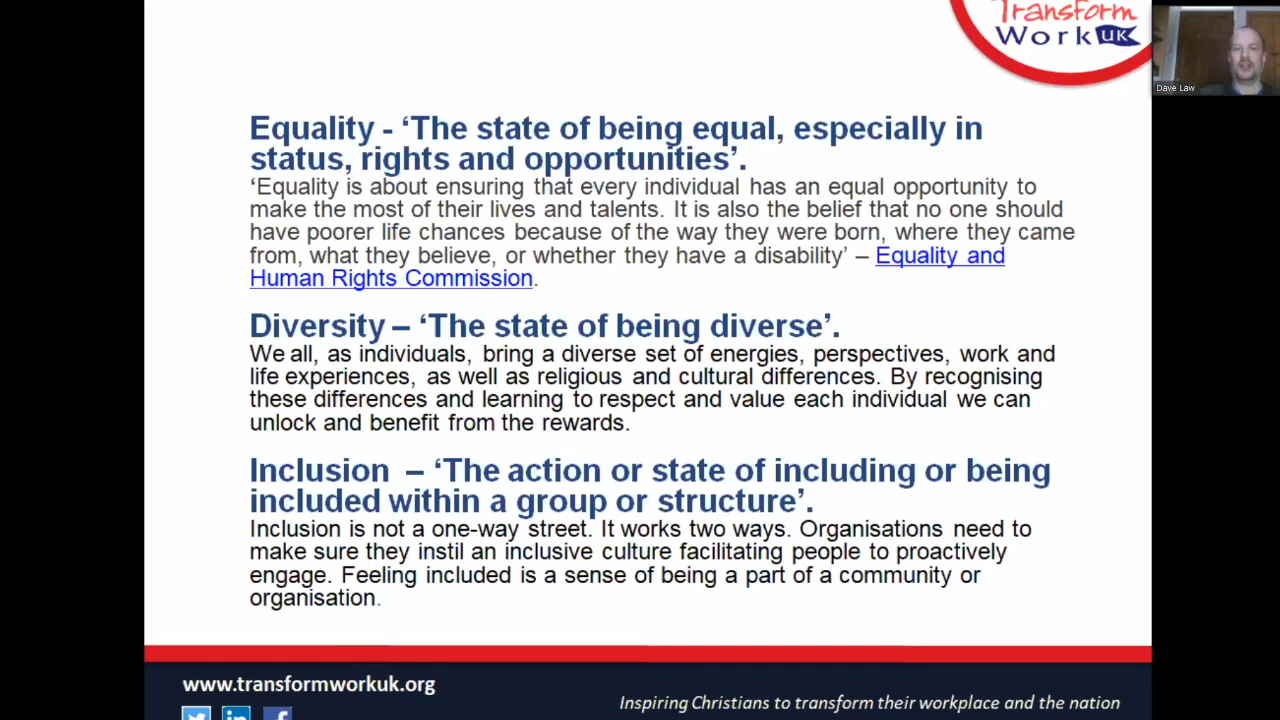 Transform
Work UK
Dave Law
Equality - ‘The state of being equal, especially in
status, rights and opportunities’.
‘Equality is about ensuring that every individual has an equal opportunity to
make the most of their lives and talents. It is also the belief that no one should
have poorer life chances because of the way they were born, where they came
from, what they believe, or whether they have a disability’ – Equality and
Human Rights Commission.
Diversity – ‘The state of being diverse’.
We all, as individuals, bring a diverse set of energies, perspectives, work and
life experiences, as well as religious and cultural differences. By recognising
these differences and learning to respect and value each individual we can
unlock and benefit from the rewards.
Inclusion – ‘The action or state of including or being
included within a group or structure’.
Inclusion is not a one-way street. It works two ways. Organisations need to
make sure they instil an inclusive culture facilitating people to proactively
engage. Feeling included is a sense of being a part of a community or
organisation.
www.transformworkuk.org
Inspiring Christians to transform their workplace and the nation